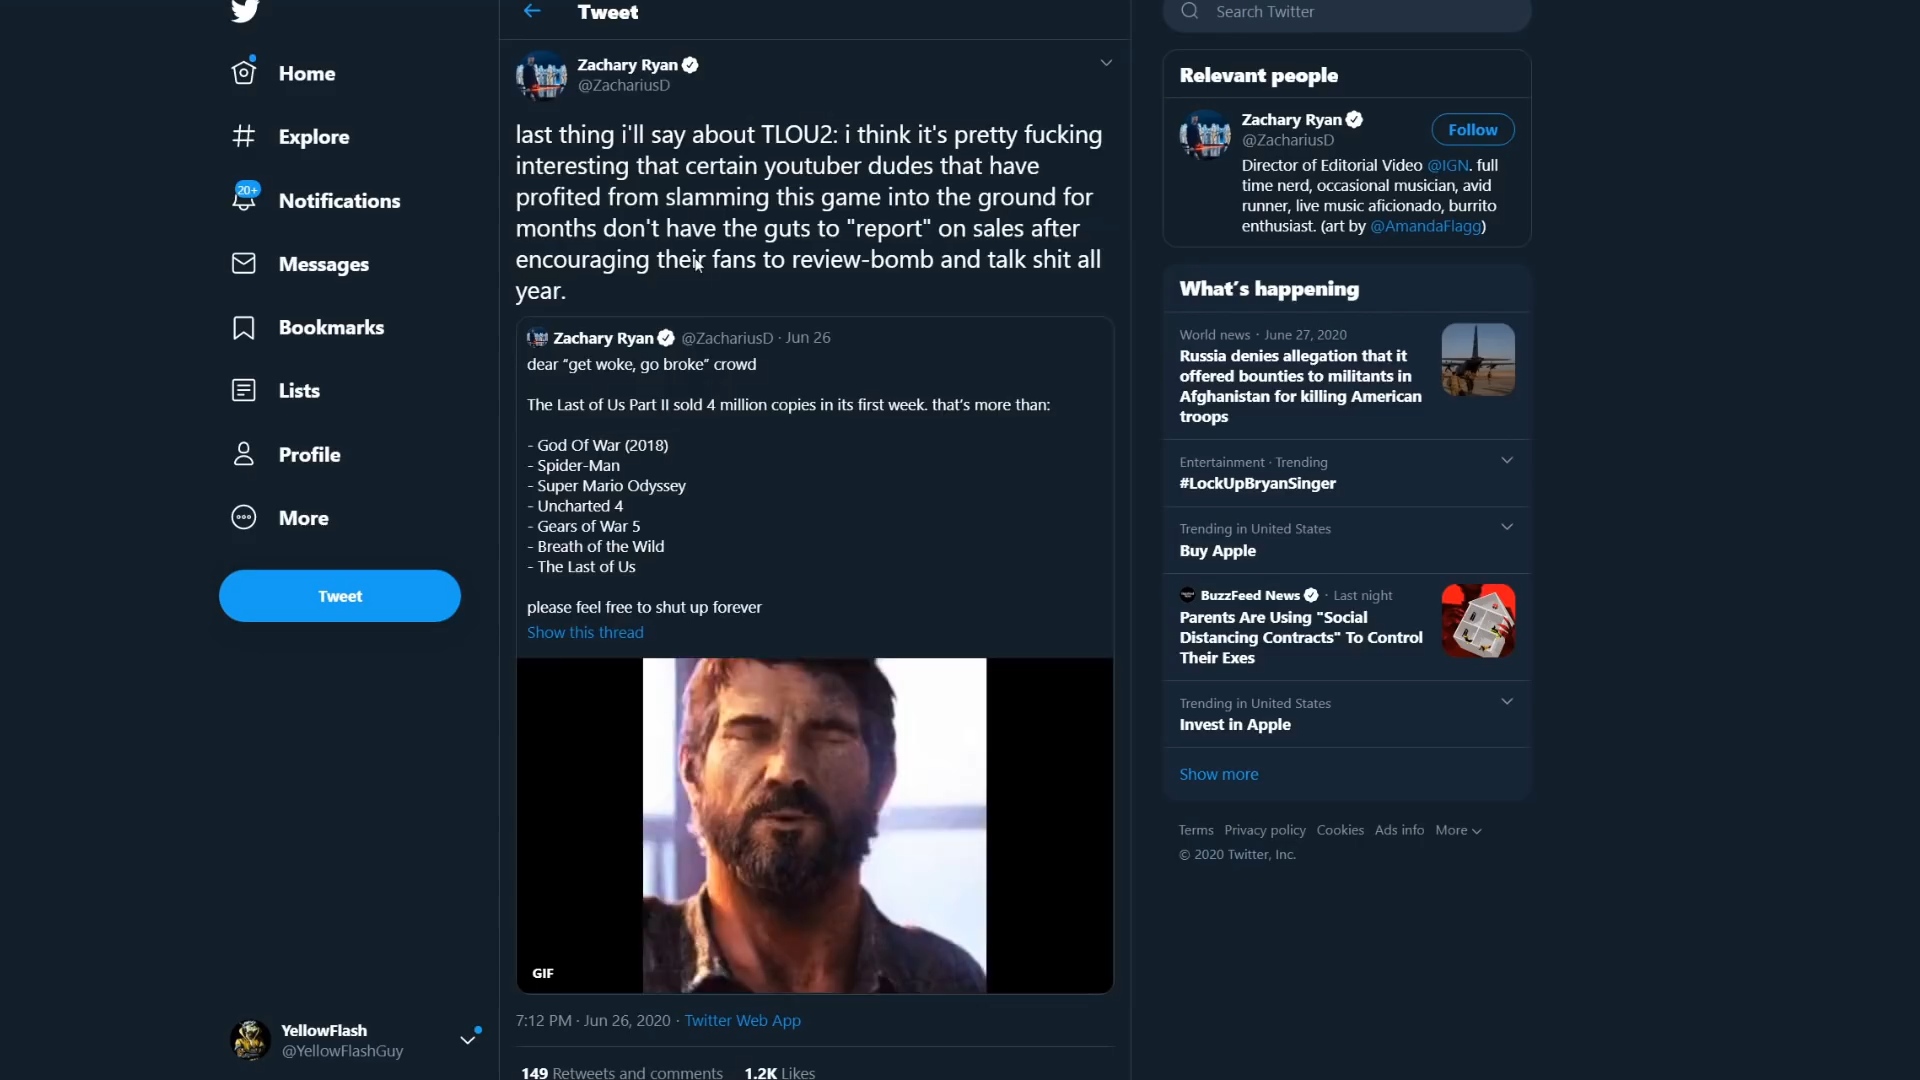 Tweet
Search Twitter
Home
Explore
20+
Notifications
Messages
Bookmarks
Lists
Profile
More
Tweet
YellowFlash
@YellowFlashGuy
Zachary Ryan
@ZachariusD
last thing i'll say about TLOU2: i think it's pretty fucking
interesting that certain youtuber dudes that have
profited from slamming this game into the ground for
months don't have the guts to "report" on sales after
encouraging their fans to review-bomb and talk shit all
year.
Zachary Ryan @ZachariusD · Jun 26
dear “get woke, go broke” crowd
The Last of Us Part II sold 4 million copies in its first week. that’s more than:
- God Of War (2018)
- Spider-Man
- Super Mario Odyssey
- Uncharted 4
- Gears of War 5
- Breath of the Wild
- The Last of Us
please feel free to shut up forever
Show this thread
GIF
7:12 PM · Jun 26, 2020 · Twitter Web App
149 Retweets and comments 1.2K Likes
Relevant people
Zachary Ryan
@ZachariusD
Follow
Director of Editorial Video @IGN. full
time nerd, occasional musician, avid
runner, live music aficionado, burrito
enthusiast. (art by @AmandaFlagg)
What’s happening
World news · June 27, 2020
Russia denies allegation that it
offered bounties to militants in
Afghanistan for killing American
troops
Entertainment · Trending
#LockUpBryanSinger
Trending in United States
Buy Apple
BuzzFeed News · Last night
Parents Are Using "Social
Distancing Contracts" To Control
Their Exes
Trending in United States
Invest in Apple
Show more
Terms Privacy policy Cookies Ads info More
© 2020 Twitter, Inc.